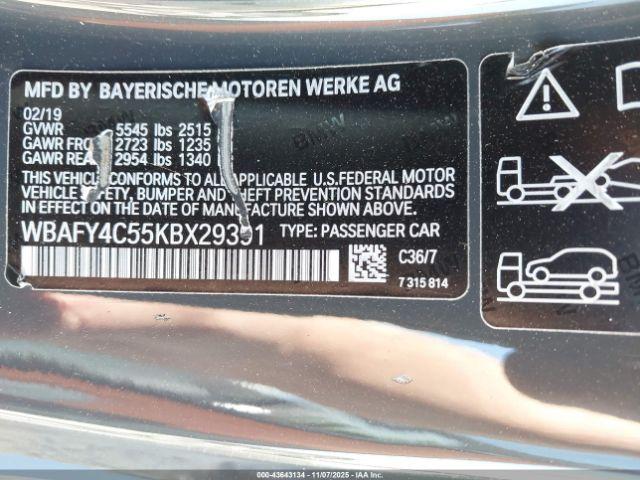 MFD BY BAYERISCHE MOTOREN WERKE AG
02/19
GVWR 5545 lbs 2515
GAWR FRO 2723 lbs 1235
GAWR REA 2954 lbs 1340
THIS VEHICLE CONFORMS TO ALL APPLICABLE U.S.FEDERAL MOTOR
VEHICLE SAFETY, BUMPER AND THEFT PREVENTION STANDARDS
IN EFFECT ON THE DATE OF MANUFACTURE SHOWN ABOVE.
WBAFY4C55KBX29391 TYPE: PASSENGER CAR
C36/7
7 315 814
000-43643134 - 11/07/2025 - IAA Inc.